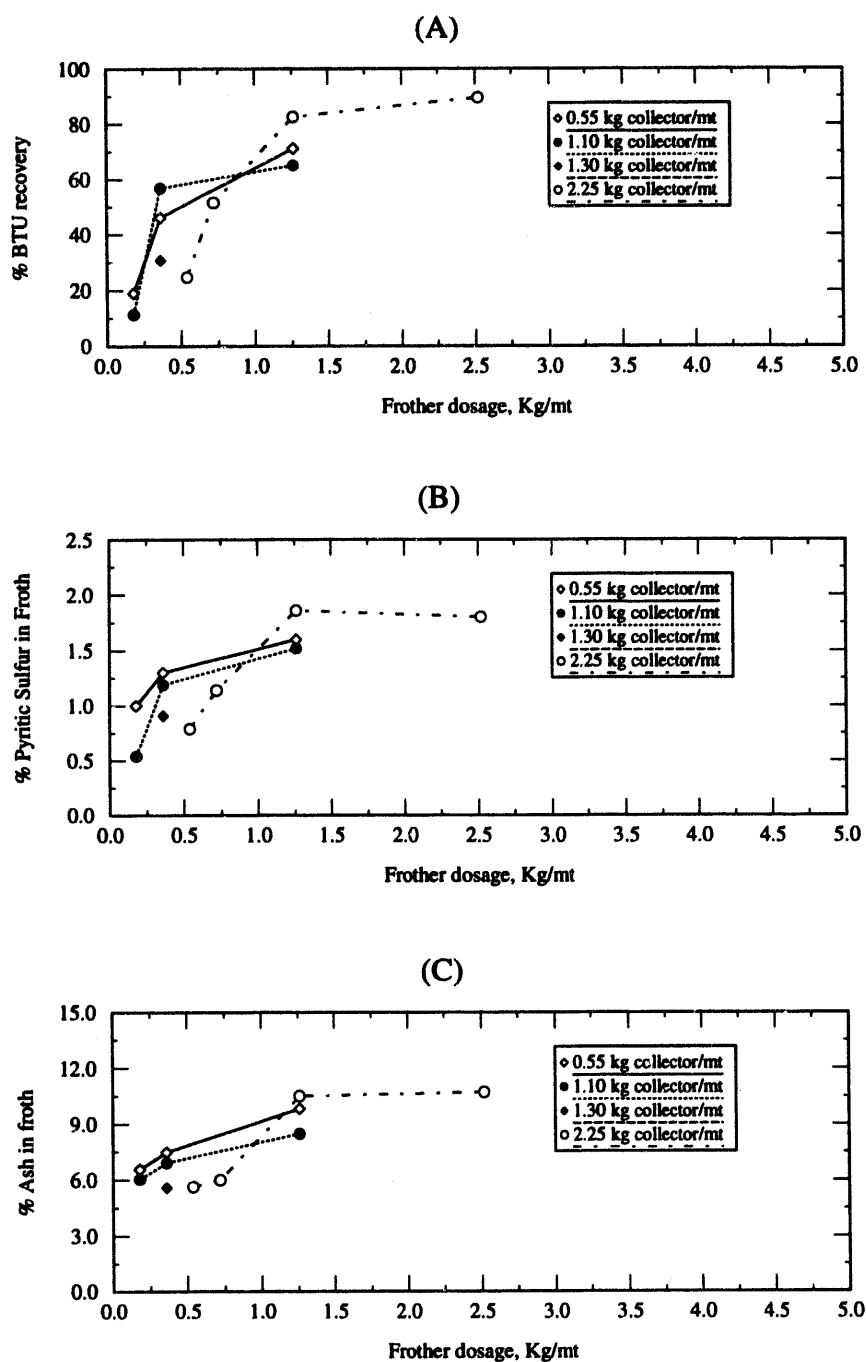 (A)
100
80
60
40
20
0
% BTU recovery
0.0 0.5 1.0 1.5 2.0 2.5 3.0 3.5 4.0 4.5 5.0
Frother dosage, Kg/mt
0.55 kg collector/mt
1.10 kg collector/mt
1.30 kg collector/mt
2.25 kg collector/mt
(B)
2.5
2.0
1.5
1.0
0.5
0.0
% Pyritic Sulfur in Froth
0.0 0.5 1.0 1.5 2.0 2.5 3.0 3.5 4.0 4.5 5.0
Frother dosage, Kg/mt
0.55 kg collector/mt
1.10 kg collector/mt
1.30 kg collector/mt
2.25 kg collector/mt
(C)
15.0
12.0
9.0
6.0
3.0
0.0
% Ash in froth
0.0 0.5 1.0 1.5 2.0 2.5 3.0 3.5 4.0 4.5 5.0
Frother dosage, Kg/mt
0.55 kg collector/mt
1.10 kg collector/mt
1.30 kg collector/mt
2.25 kg collector/mt